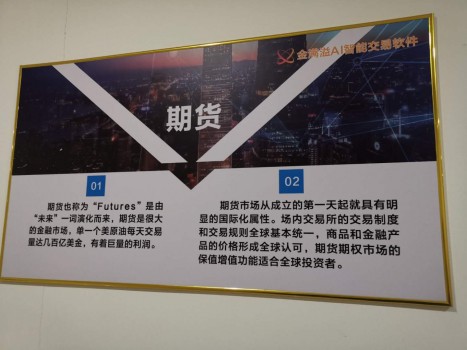 金满溢AI智能交易软件
期货
01
期货也称为“Futures”是由
“未来”一词演化而来，期货是很大
的金融市场，单一个美原油每天交易
量达几百亿美金，有着巨量的利润。
02
期货市场从成立的第一天起就具有明
显的国际化属性。场内交易所的交易制度
和交易规则全球基本统一，商品和金融产
品的价格形成全球认可，期货期权市场的
保值增值功能适合全球投资者。